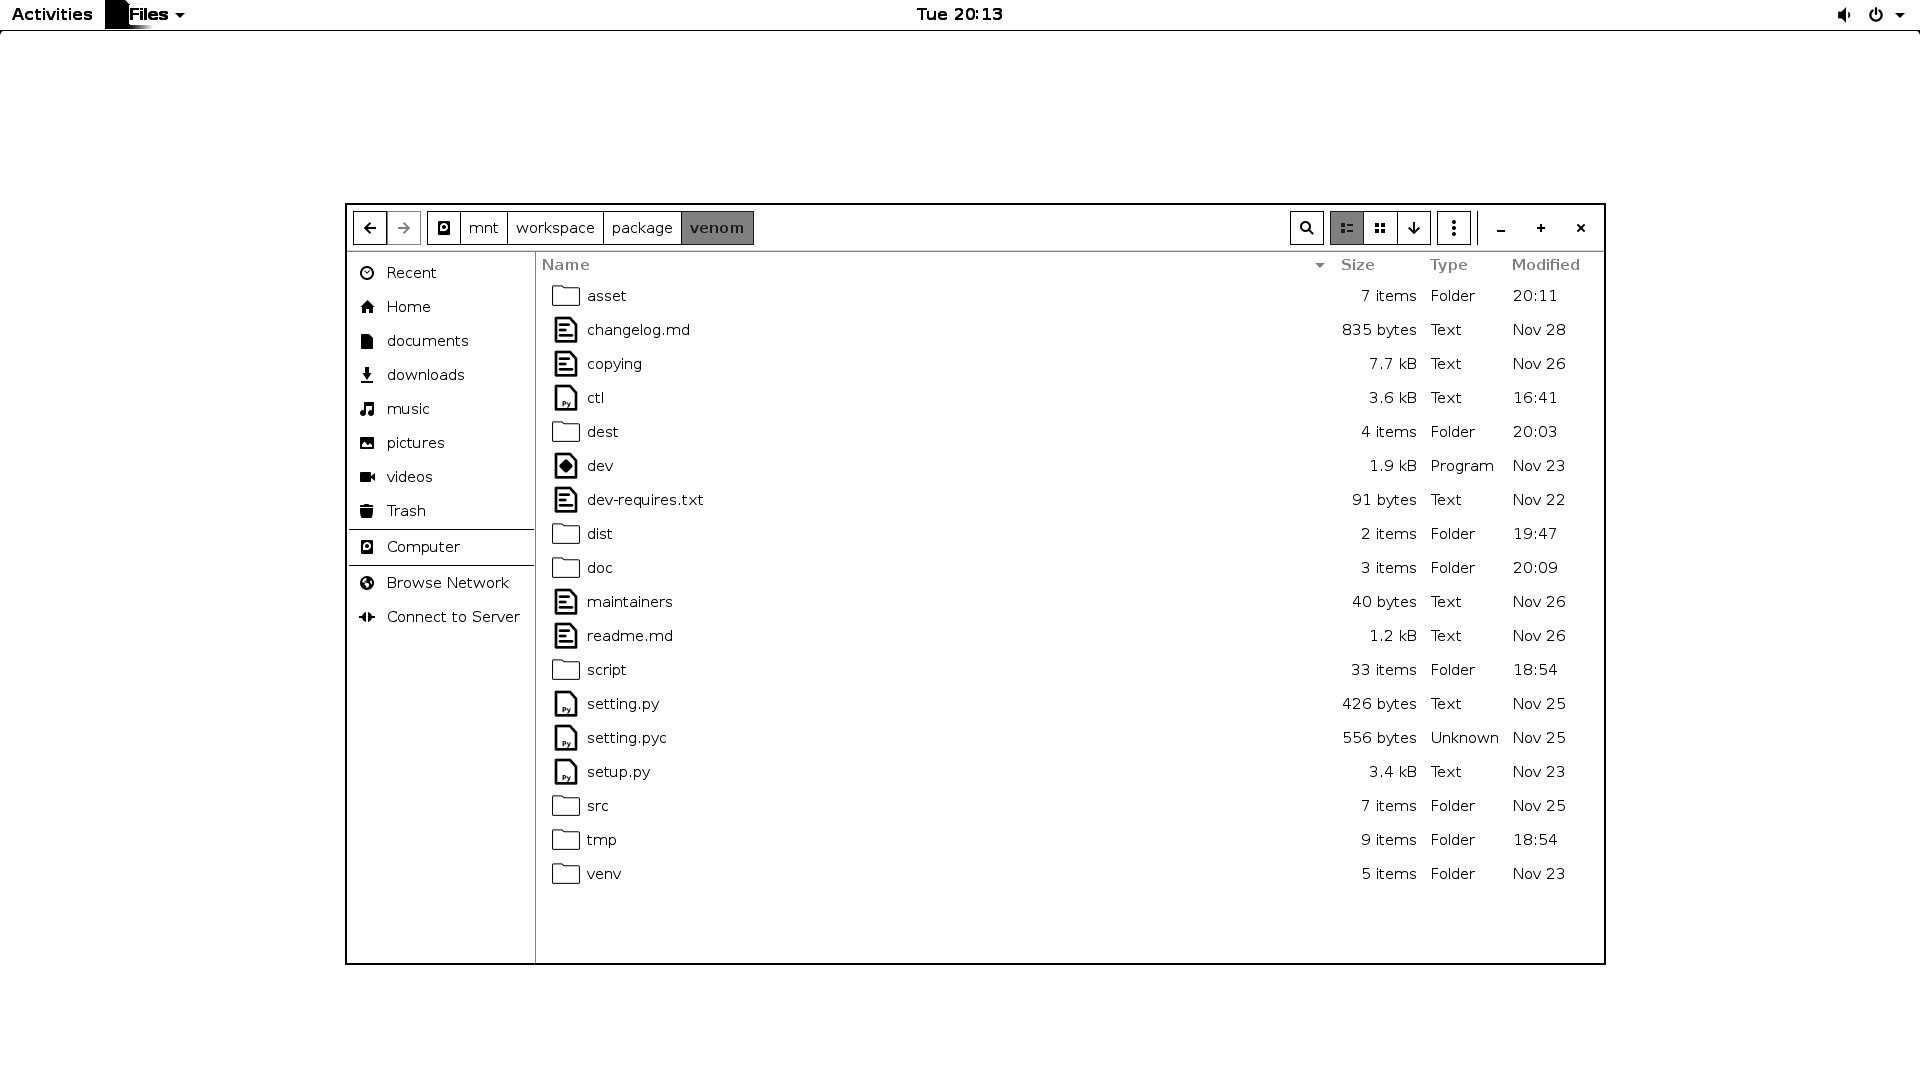 Activities Files Tue 20:13
mnt workspace package venom
Name Size Type Modified
Recent
Home
documents
downloads
music
pictures
videos
Trash
Computer
Browse Network
Connect to Server
asset 7 items Folder 20:11
changelog.md 835 bytes Text Nov 28
copying 7.7 kB Text Nov 26
ctl 3.6 kB Text 16:41
dest 4 items Folder 20:03
dev 1.9 kB Program Nov 23
dev-requires.txt 91 bytes Text Nov 22
dist 2 items Folder 19:47
doc 3 items Folder 20:09
maintainers 40 bytes Text Nov 26
readme.md 1.2 kB Text Nov 26
script 33 items Folder 18:54
setting.py 426 bytes Text Nov 25
setting.pyc 556 bytes Unknown Nov 25
setup.py 3.4 kB Text Nov 23
src 7 items Folder Nov 25
tmp 9 items Folder 18:54
venv 5 items Folder Nov 23